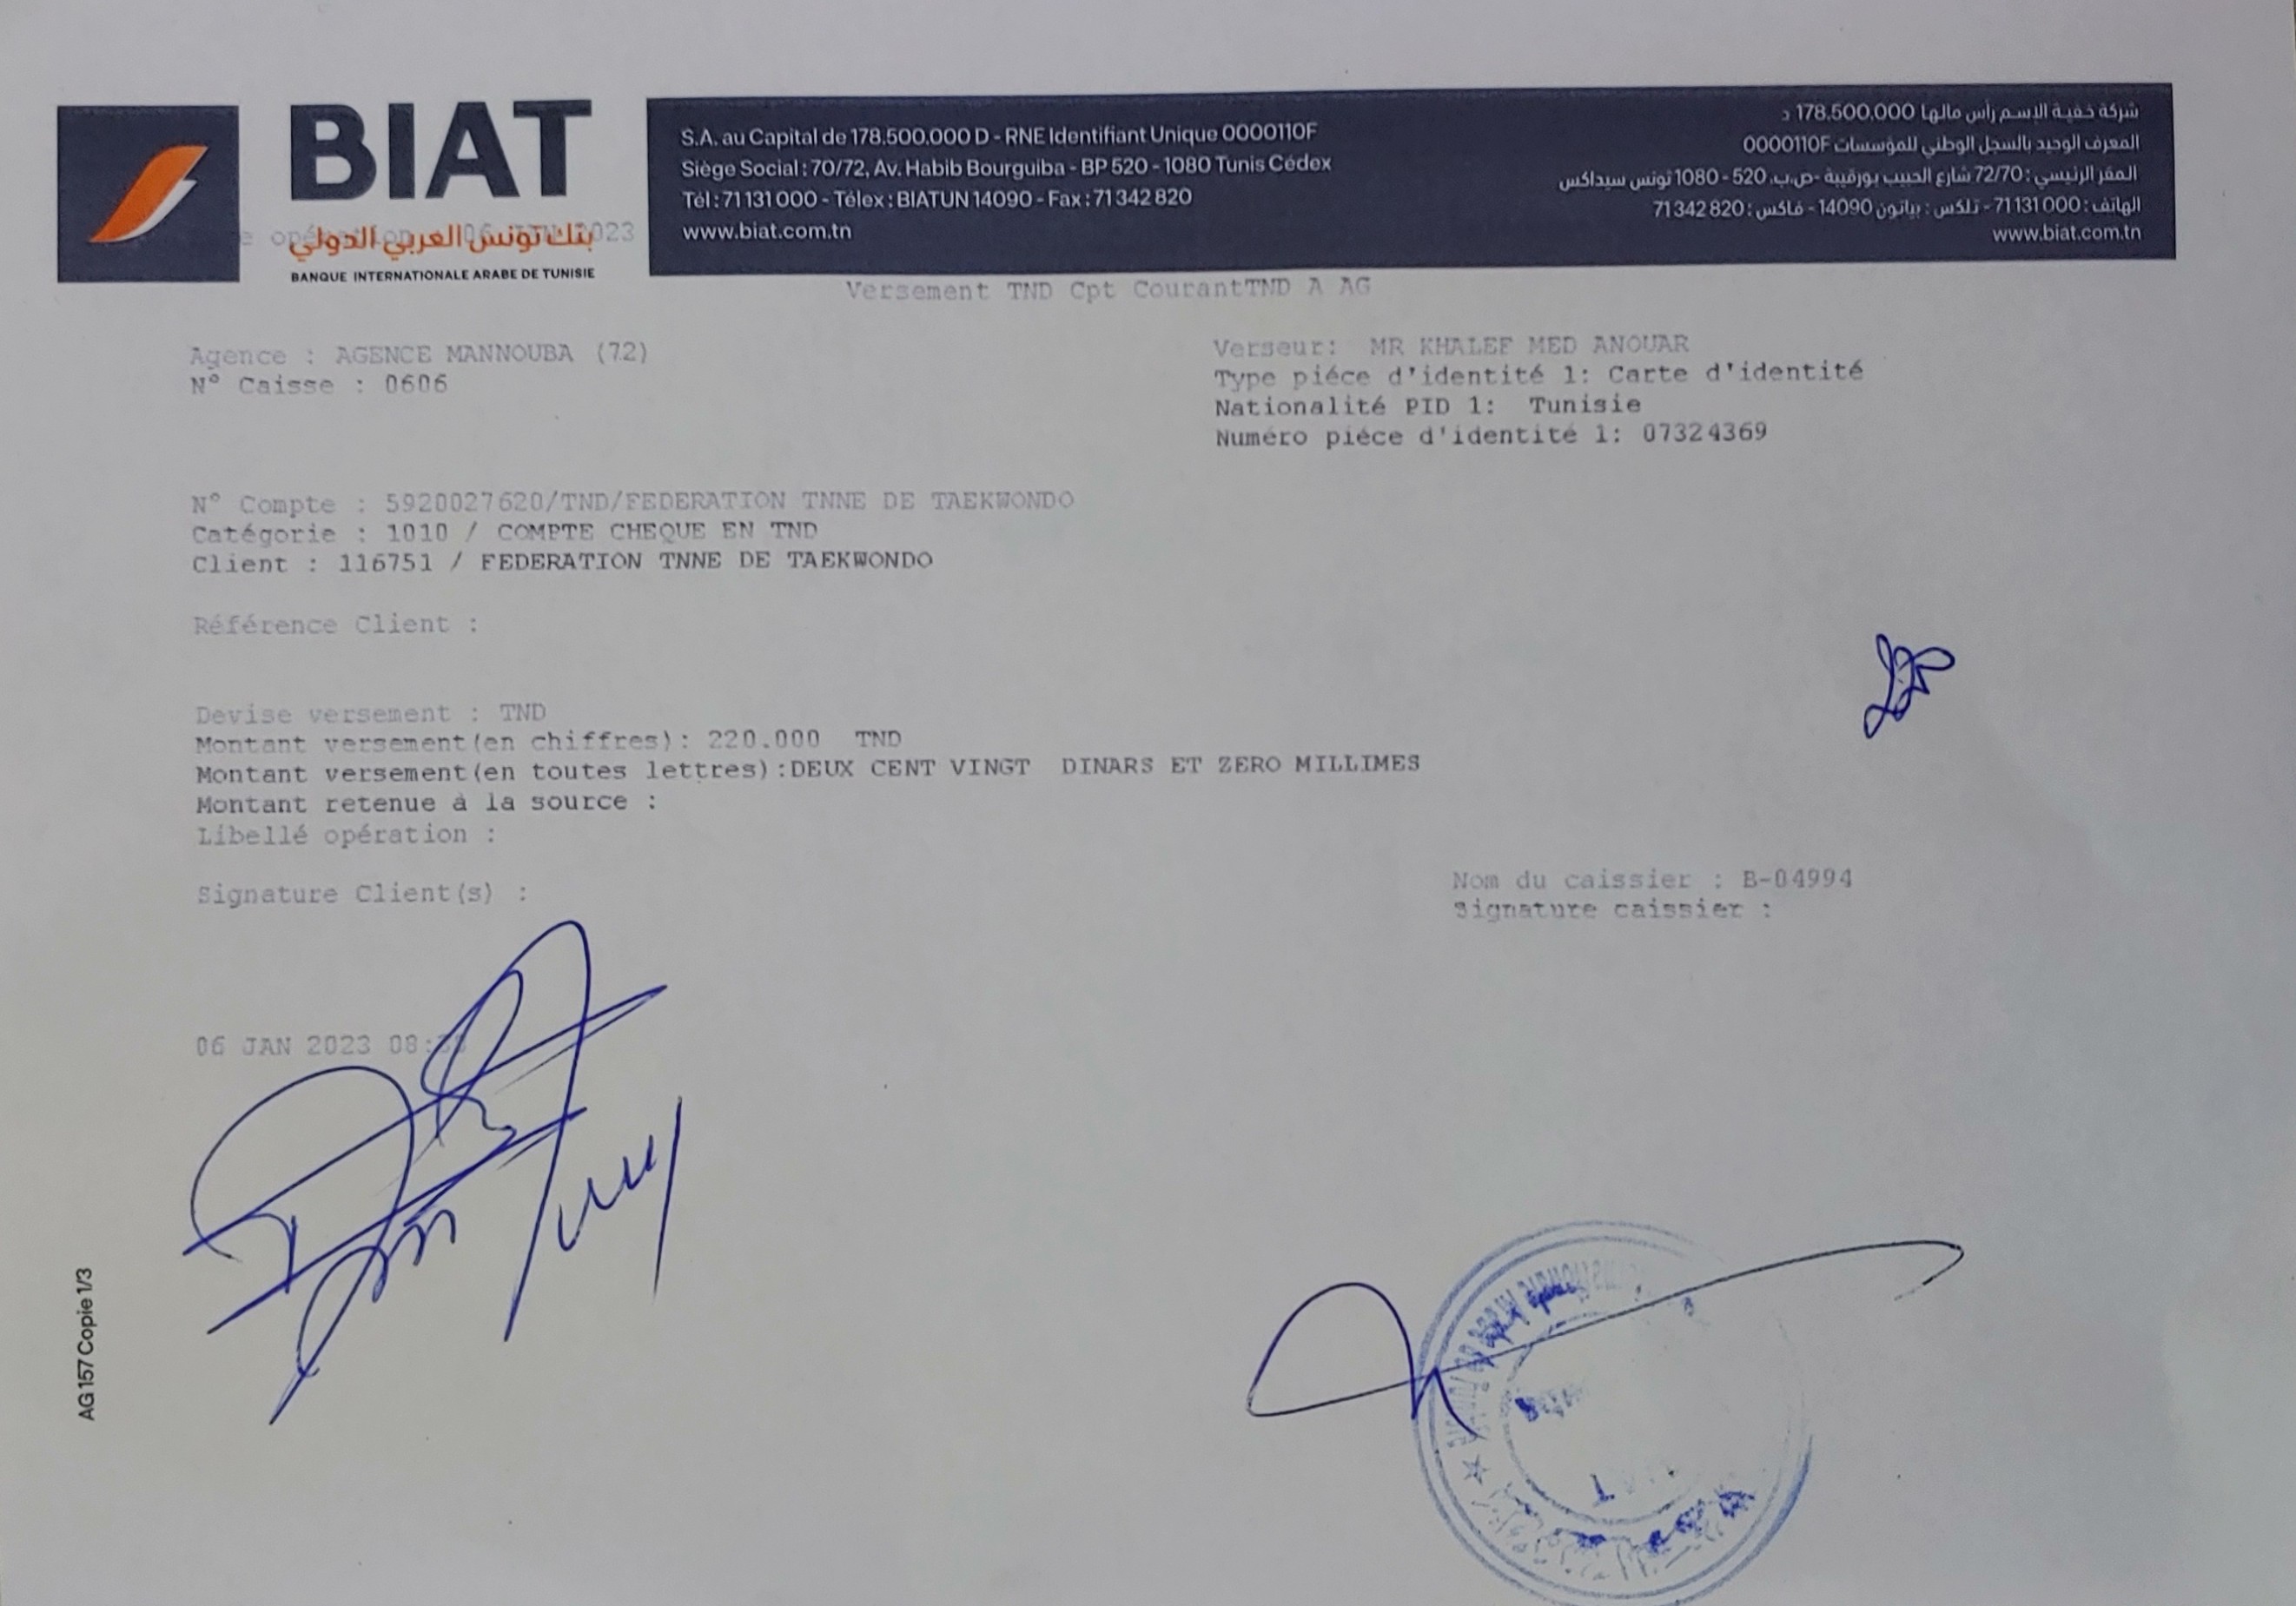 BIAT
بنك تونس العربي الدولي
BANQUE INTERNATIONALE ARABE DE TUNISIE
S.A. au Capital de 178.500.000 D - RNE Identifiant Unique 0000110F
Siège Social : 70/72, Av. Habib Bourguiba - BP 520 - 1080 Tunis Cédex
Tél : 71 131 000 - Télex : BIATUN 14090 - Fax : 71 342 820
www.biat.com.tn
شركة خفية الإسم رأس مالها 178.500.000 د
المعرف الوحيد بالسجل الوطني للمؤسسات 0000110F
المقر الرئيسي : 72/70 شارع الحبيب بورقيبة -ص.ب. 520 - 1080 تونس سيداكس
الهاتف : 71 131 000 - تلكس : بياتون 14090 - فاكس : 71 342 820
www.biat.com.tn
Versement TND Cpt CourantTND A AG
Agence : AGENCE MANNOUBA (72)
N° Caisse : 0606
Verseur: MR KHALEF MED ANOUAR
Type piéce d'identité 1: Carte d'identité
Nationalité PID 1: Tunisie
Numéro piéce d'identité 1: 07324369
N° Compte : 5920027620/TND/FEDERATION TNNE DE TAEKWONDO
Catégorie : 1010 / COMPTE CHEQUE EN TND
Client : 116751 / FEDERATION TNNE DE TAEKWONDO
Référence Client :
Devise versement : TND
Montant versement(en chiffres): 220.000 TND
Montant versement(en toutes lettres):DEUX CENT VINGT DINARS ET ZERO MILLIMES
Montant retenue à la source :
Libellé opération :
Signature Client(s) :
Nom du caissier : B-04994
Signature caissier :
06 JAN 2023 08:
AG 157 Copie 1/3